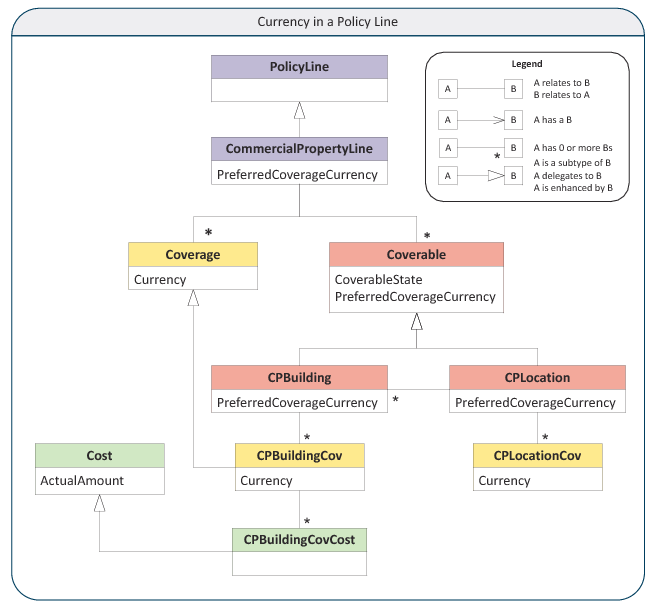 Currency in a Policy Line
PolicyLine
Legend
A
B
A relates to B
B relates to A
A
B
A has a B
A
B
*
A has 0 or more Bs
A
B
A is a subtype of B
A delegates to B
A is enhanced by B
CommercialPropertyLine
PreferredCoverageCurrency
*
*
Coverage
Currency
Coverable
CoverableState
PreferredCoverageCurrency
CPBuilding
PreferredCoverageCurrency
*
CPLocation
PreferredCoverageCurrency
*
*
Cost
ActualAmount
CPBuildingCov
Currency
CPLocationCov
Currency
*
CPBuildingCovCost